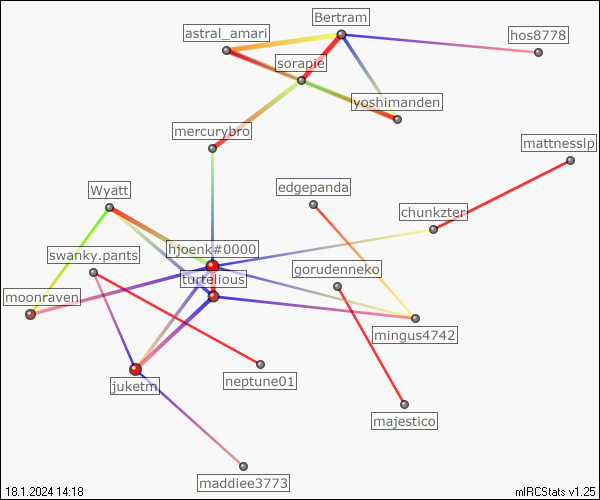 Bertram
astral_amari
hos8778
sorapie
yoshimanden
mercurybro
mattnesslp
edgepanda
Wyatt
chunkzter
hjoenk#0000
swanky.pants
gorudenneko
turtelious
moonraven
mingus4742
neptune01
juketm
majestico
maddiee3773
18.1.2024 14:18
mIRCStats v1.25